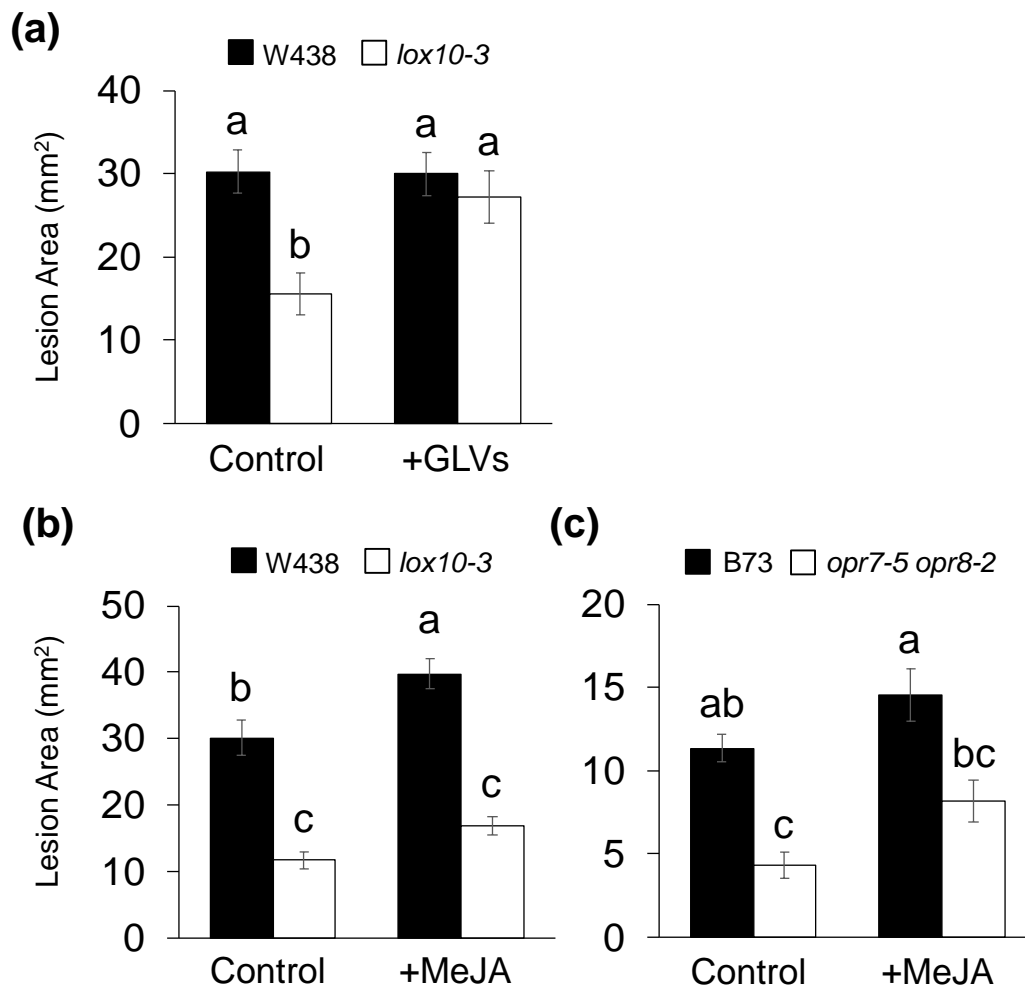 (a)
W438 lox10-3
Lesion Area (mm²)
40
30
20
10
0
a
b
a
a
Control +GLVs
(b)
W438 lox10-3
Lesion Area (mm²)
50
40
30
20
10
0
b
c
a
c
Control +MeJA
(c)
B73 opr7-5 opr8-2
20
15
10
5
0
ab
c
a
bc
Control +MeJA